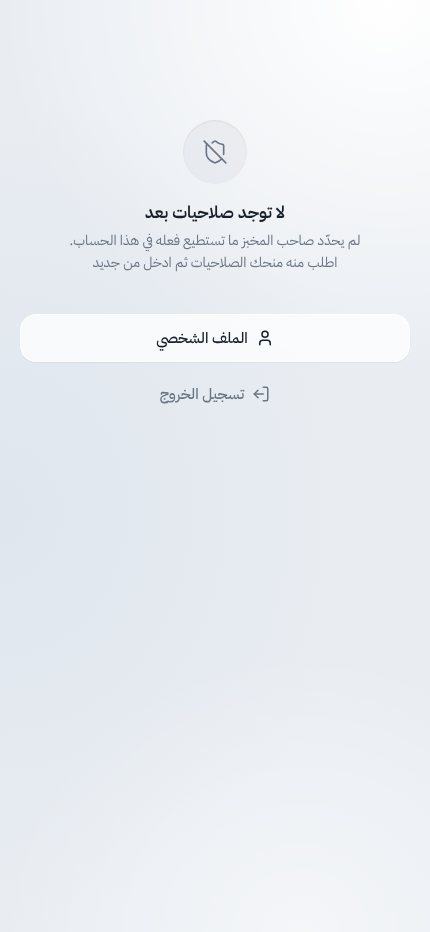 لا توجد صلاحيات بعد
لم يحدّد صاحب المخبز ما تستطيع فعله في هذا الحساب.
اطلب منه منحك الصلاحيات ثم ادخل من جديد
الملف الشخصي
تسجيل الخروج